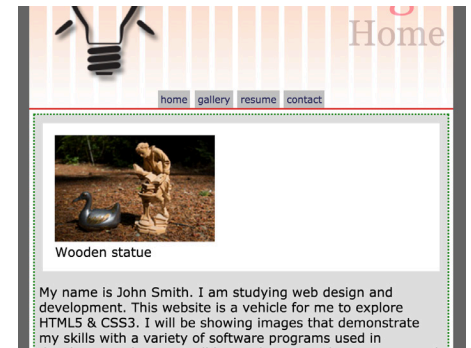 Home
home gallery resume contact
Wooden statue
My name is John Smith. I am studying web design and
development. This website is a vehicle for me to explore
HTML5 & CSS3. I will be showing images that demonstrate
my skills with a variety of software programs used in